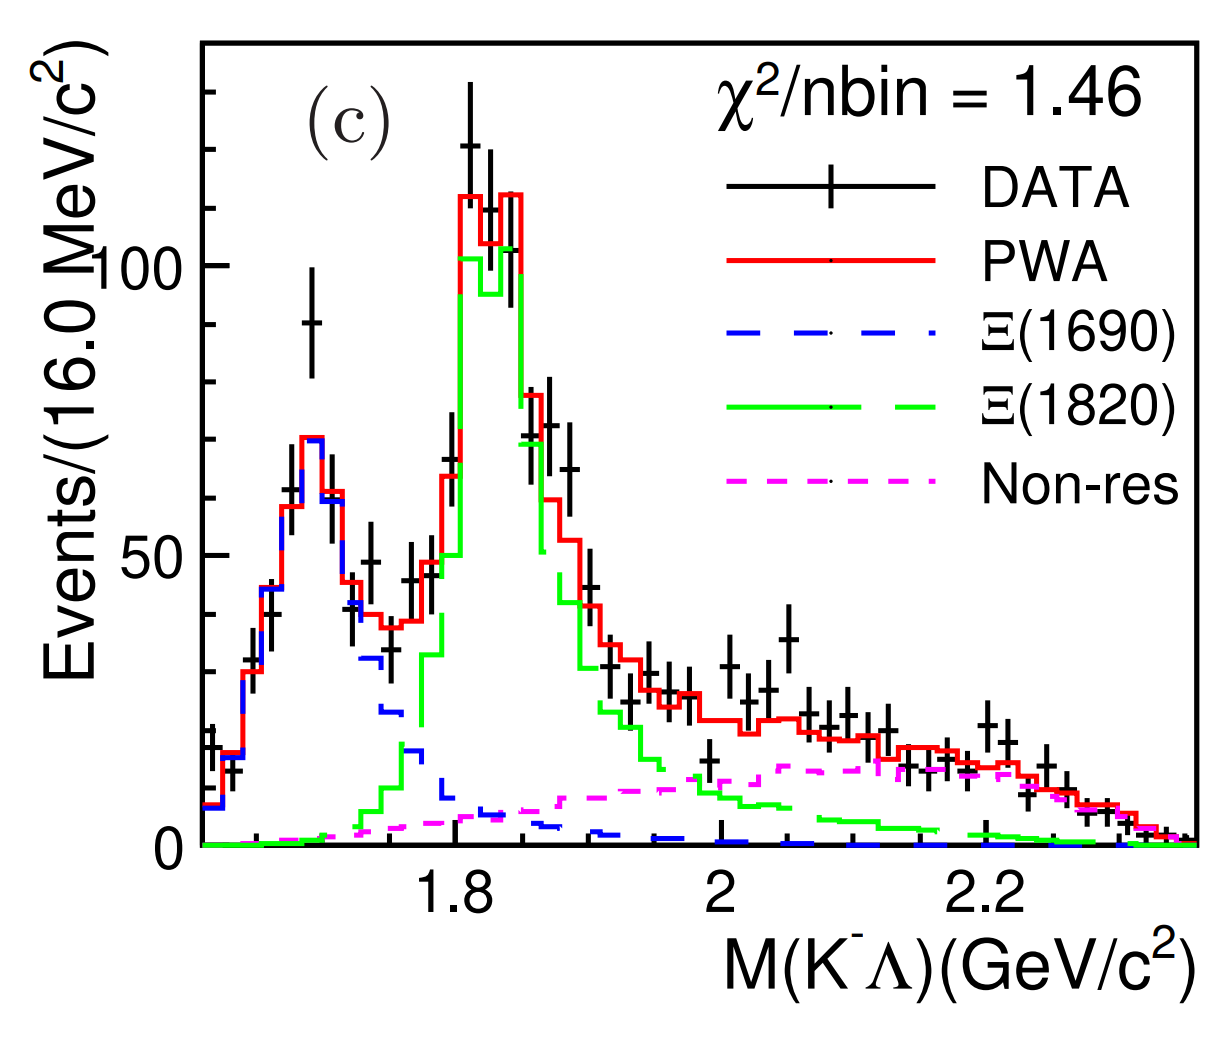 (c)
χ²/nbin = 1.46
DATA
PWA
Ξ(1690)
Ξ(1820)
Non-res
Events/(16.0 MeV/c²)
100
50
0
1.8
2
2.2
M(K⁻Λ)(GeV/c²)